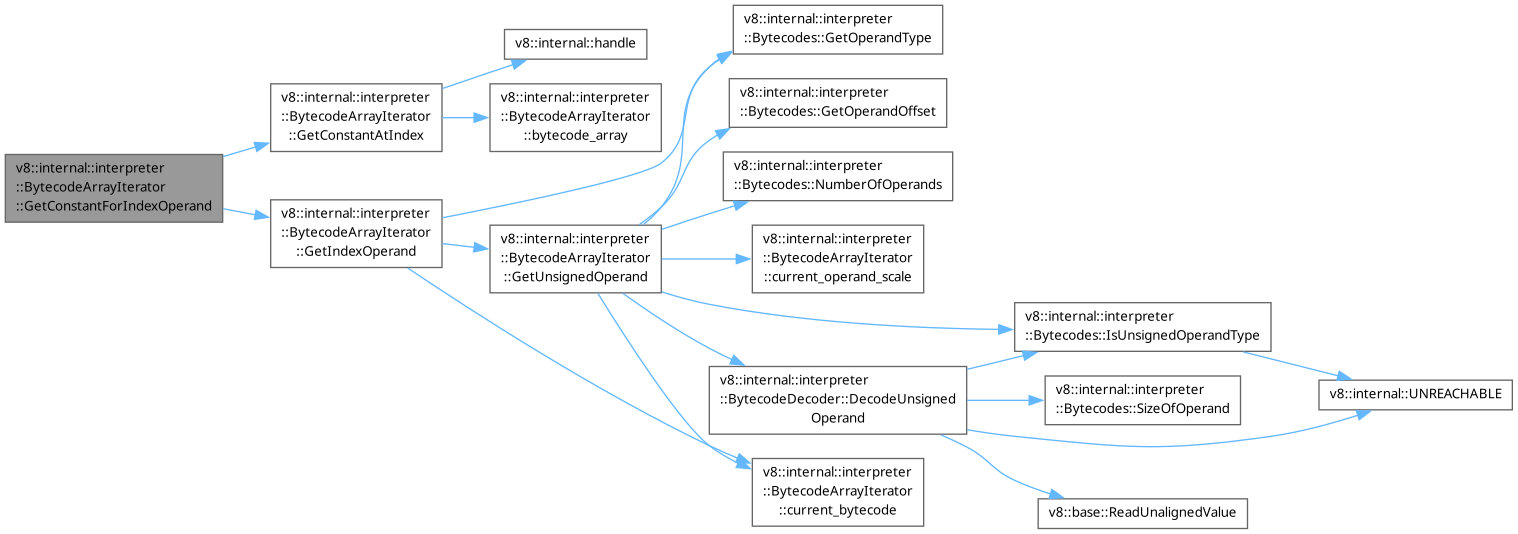 v8::internal::interpreter
::BytecodeArrayIterator
::GetConstantForIndexOperand
v8::internal::interpreter
::BytecodeArrayIterator
::GetConstantAtIndex
v8::internal::handle
v8::internal::interpreter
::BytecodeArrayIterator
::bytecode_array
v8::internal::interpreter
::BytecodeArrayIterator
::GetIndexOperand
v8::internal::interpreter
::Bytecodes::GetOperandType
v8::internal::interpreter
::BytecodeArrayIterator
::GetUnsignedOperand
v8::internal::interpreter
::Bytecodes::GetOperandOffset
v8::internal::interpreter
::Bytecodes::NumberOfOperands
v8::internal::interpreter
::BytecodeArrayIterator
::current_operand_scale
v8::internal::interpreter
::Bytecodes::IsUnsignedOperandType
v8::internal::interpreter
::BytecodeDecoder::DecodeUnsigned
Operand
v8::internal::interpreter
::Bytecodes::SizeOfOperand
v8::internal::UNREACHABLE
v8::internal::interpreter
::BytecodeArrayIterator
::current_bytecode
v8::base::ReadUnalignedValue